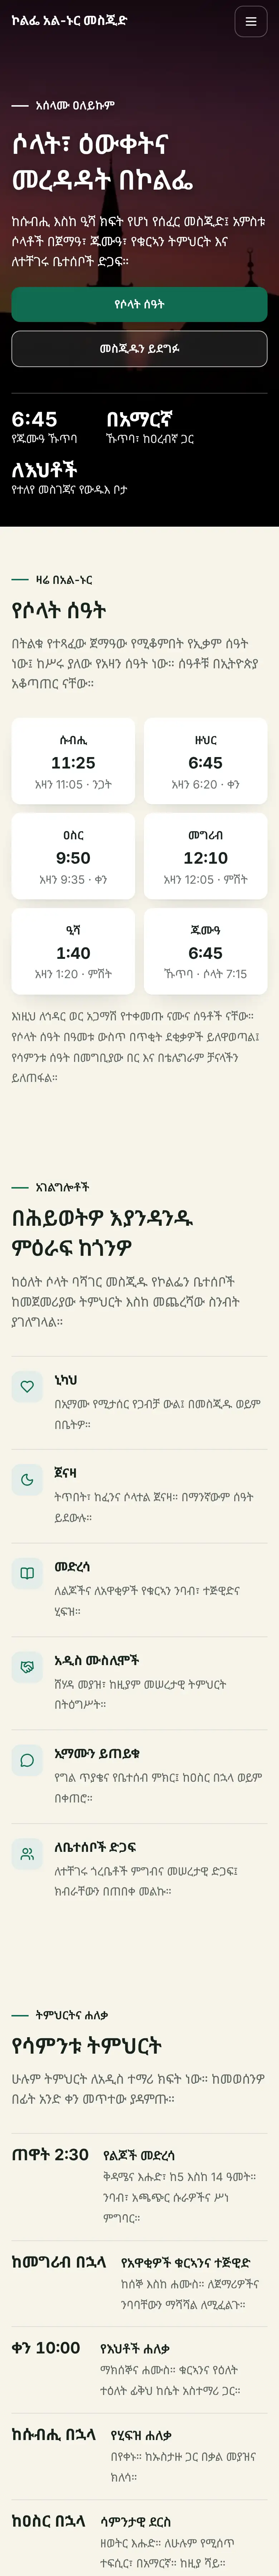 ኮልፌ አል-ኑር መስጂድ
አሰላሙ ዐለይኩም
ሶላት፣ ዕውቀትና
መረዳዳት በኮልፌ
ከሱብሒ እስከ ዒሻ ክፍት የሆነ የሰፈር መስጂድ፤ አምስቱ
ሶላቶች በጀማዓ፣ ጁሙዓ፣ የቁርኣን ትምህርት እና
ለተቸገሩ ቤተሰቦች ድጋፍ።
የሶላት ሰዓት
መስጂዱን ይደግፉ
6:45
የጁሙዓ ኹጥባ
በአማርኛ
ኹጥባ፣ ከዐረብኛ ጋር
ለእህቶች
የተለየ መስገጃና የውዱእ ቦታ
ዛሬ በአል-ኑር
የሶላት ሰዓት
በትልቁ የተጻፈው ጀማዓው የሚቆምበት የኢቃም ሰዓት
ነው፤ ከሥሩ ያለው የአዛን ሰዓት ነው። ሰዓቶቹ በኢትዮጵያ
አቆጣጠር ናቸው።
ሱብሒ
11:25
አዛን 11:05 · ንጋት
ዙህር
6:45
አዛን 6:20 · ቀን
ዐስር
9:50
አዛን 9:35 · ቀን
መግሪብ
12:10
አዛን 12:05 · ምሽት
ዒሻ
1:40
አዛን 1:20 · ምሽት
ጁሙዓ
6:45
ኹጥባ · ሶላት 7:15
እነዚህ ለኅዳር ወር አጋማሽ የተቀመጡ ናሙና ሰዓቶች ናቸው።
የሶላት ሰዓት በዓመቱ ውስጥ በጥቂት ደቂቃዎች ይለዋወጣል፤
የሳምንቱ ሰዓት በመግቢያው በር እና በቴሌግራም ቻናላችን
ይለጠፋል።
አገልግሎቶች
በሕይወትዎ እያንዳንዱ
ምዕራፍ ከጎንዎ
ከዕለት ሶላት ባሻገር መስጂዱ የኮልፌን ቤተሰቦች
ከመጀመሪያው ትምህርት እስከ መጨረሻው ስንብት
ያገለግላል።
ኒካህ
በኢማሙ የሚታሰር የጋብቻ ውል፤ በመስጂዱ ወይም
በቤትዎ።
ጀናዛ
ትጥበት፣ ከፈንና ሶላተል ጀናዛ። በማንኛውም ሰዓት
ይደውሉ።
መድረሳ
ለልጆችና ለአዋቂዎች የቁርኣን ንባብ፣ ተጅዊድና
ሂፍዝ።
አዲስ ሙስሊሞች
ሸሃዳ መያዝ፣ ከዚያም መሠረታዊ ትምህርት
በትዕግሥት።
ኢማሙን ይጠይቁ
የግል ጥያቄና የቤተሰብ ምክር፤ ከዐስር በኋላ ወይም
በቀጠሮ።
ለቤተሰቦች ድጋፍ
ለተቸገሩ ጎረቤቶች ምግብና መሠረታዊ ድጋፍ፤
ክብራቸውን በጠበቀ መልኩ።
ትምህርትና ሐለቃ
የሳምንቱ ትምህርት
ሁሉም ትምህርት ለአዲስ ተማሪ ክፍት ነው። ከመወሰንዎ
በፊት አንድ ቀን መጥተው ያዳምጡ።
ጠዋት 2:30
የልጆች መድረሳ
ቅዳሜና እሑድ፣ ከ5 እስከ 14 ዓመት።
ንባብ፣ አጫጭር ሱራዎችና ሥነ
ምግባር።
ከመግሪብ በኋላ
የአዋቂዎች ቁርኣንና ተጅዊድ
ከሰኞ እስከ ሐሙስ። ለጀማሪዎችና
ንባባቸውን ማሻሻል ለሚፈልጉ።
ቀን 10:00
የእህቶች ሐለቃ
ማክሰኞና ሐሙስ። ቁርኣንና የዕለት
ተዕለት ፊቅህ ከሴት አስተማሪ ጋር።
ከሱብሒ በኋላ
የሂፍዝ ሐለቃ
በየቀኑ። ከኡስታዙ ጋር በቃል መያዝና
ክለሳ።
ከዐስር በኋላ
ሳምንታዊ ደርስ
ዘወትር እሑድ። ለሁሉም የሚሰጥ
ተፍሲር፣ በአማርኛ። ከዚያ ሻይ።